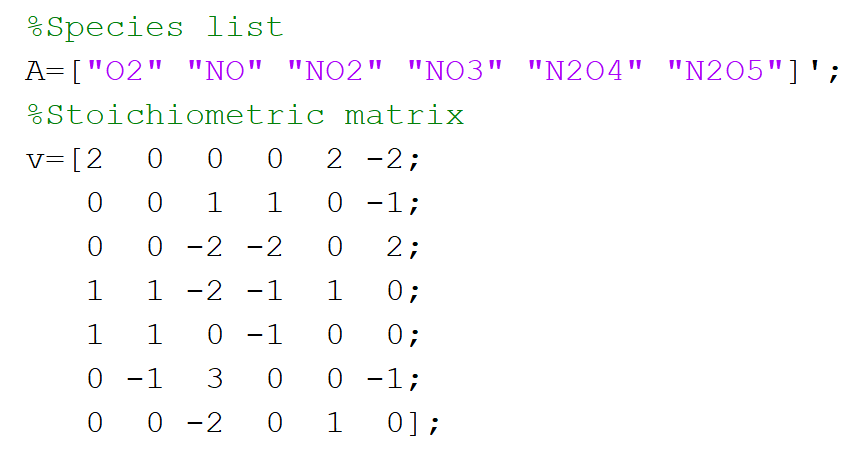 %Species list
A=["O2" "NO" "NO2" "NO3" "N2O4" "N2O5"]';
%Stoichiometric matrix
v=[2 0 0 0 2 -2;
0 0 1 1 0 -1;
0 0 -2 -2 0 2;
1 1 -2 -1 1 0;
1 1 0 -1 0 0;
0 -1 3 0 0 -1;
0 0 -2 0 1 0];